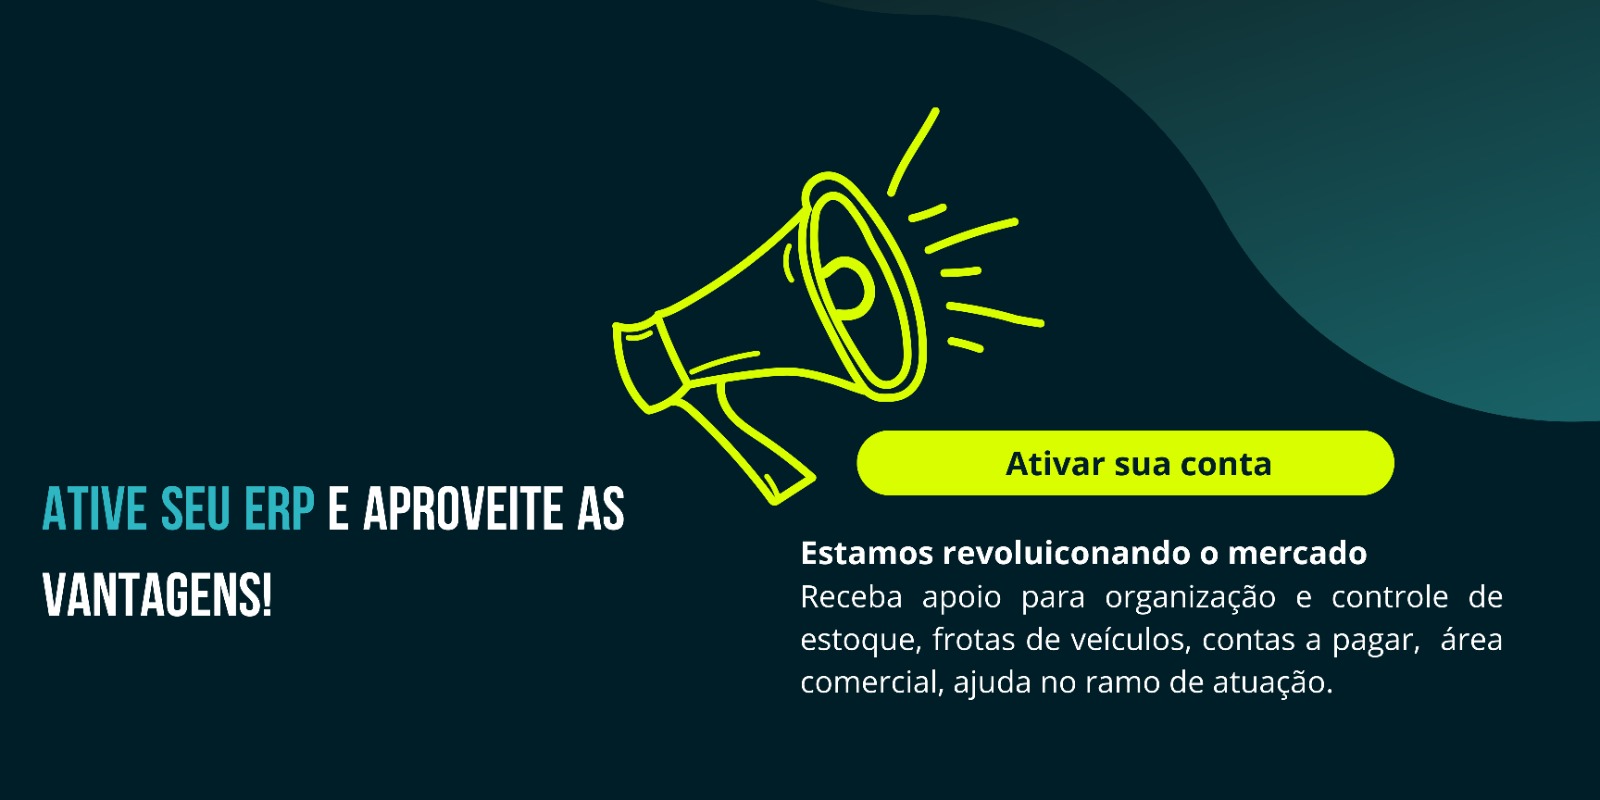 ATIVE SEU ERP E APROVEITE AS
VANTAGENS!
Ativar sua conta
Estamos revoluiconando o mercado
Receba apoio para organização e controle de
estoque, frotas de veículos, contas a pagar, área
comercial, ajuda no ramo de atuação.